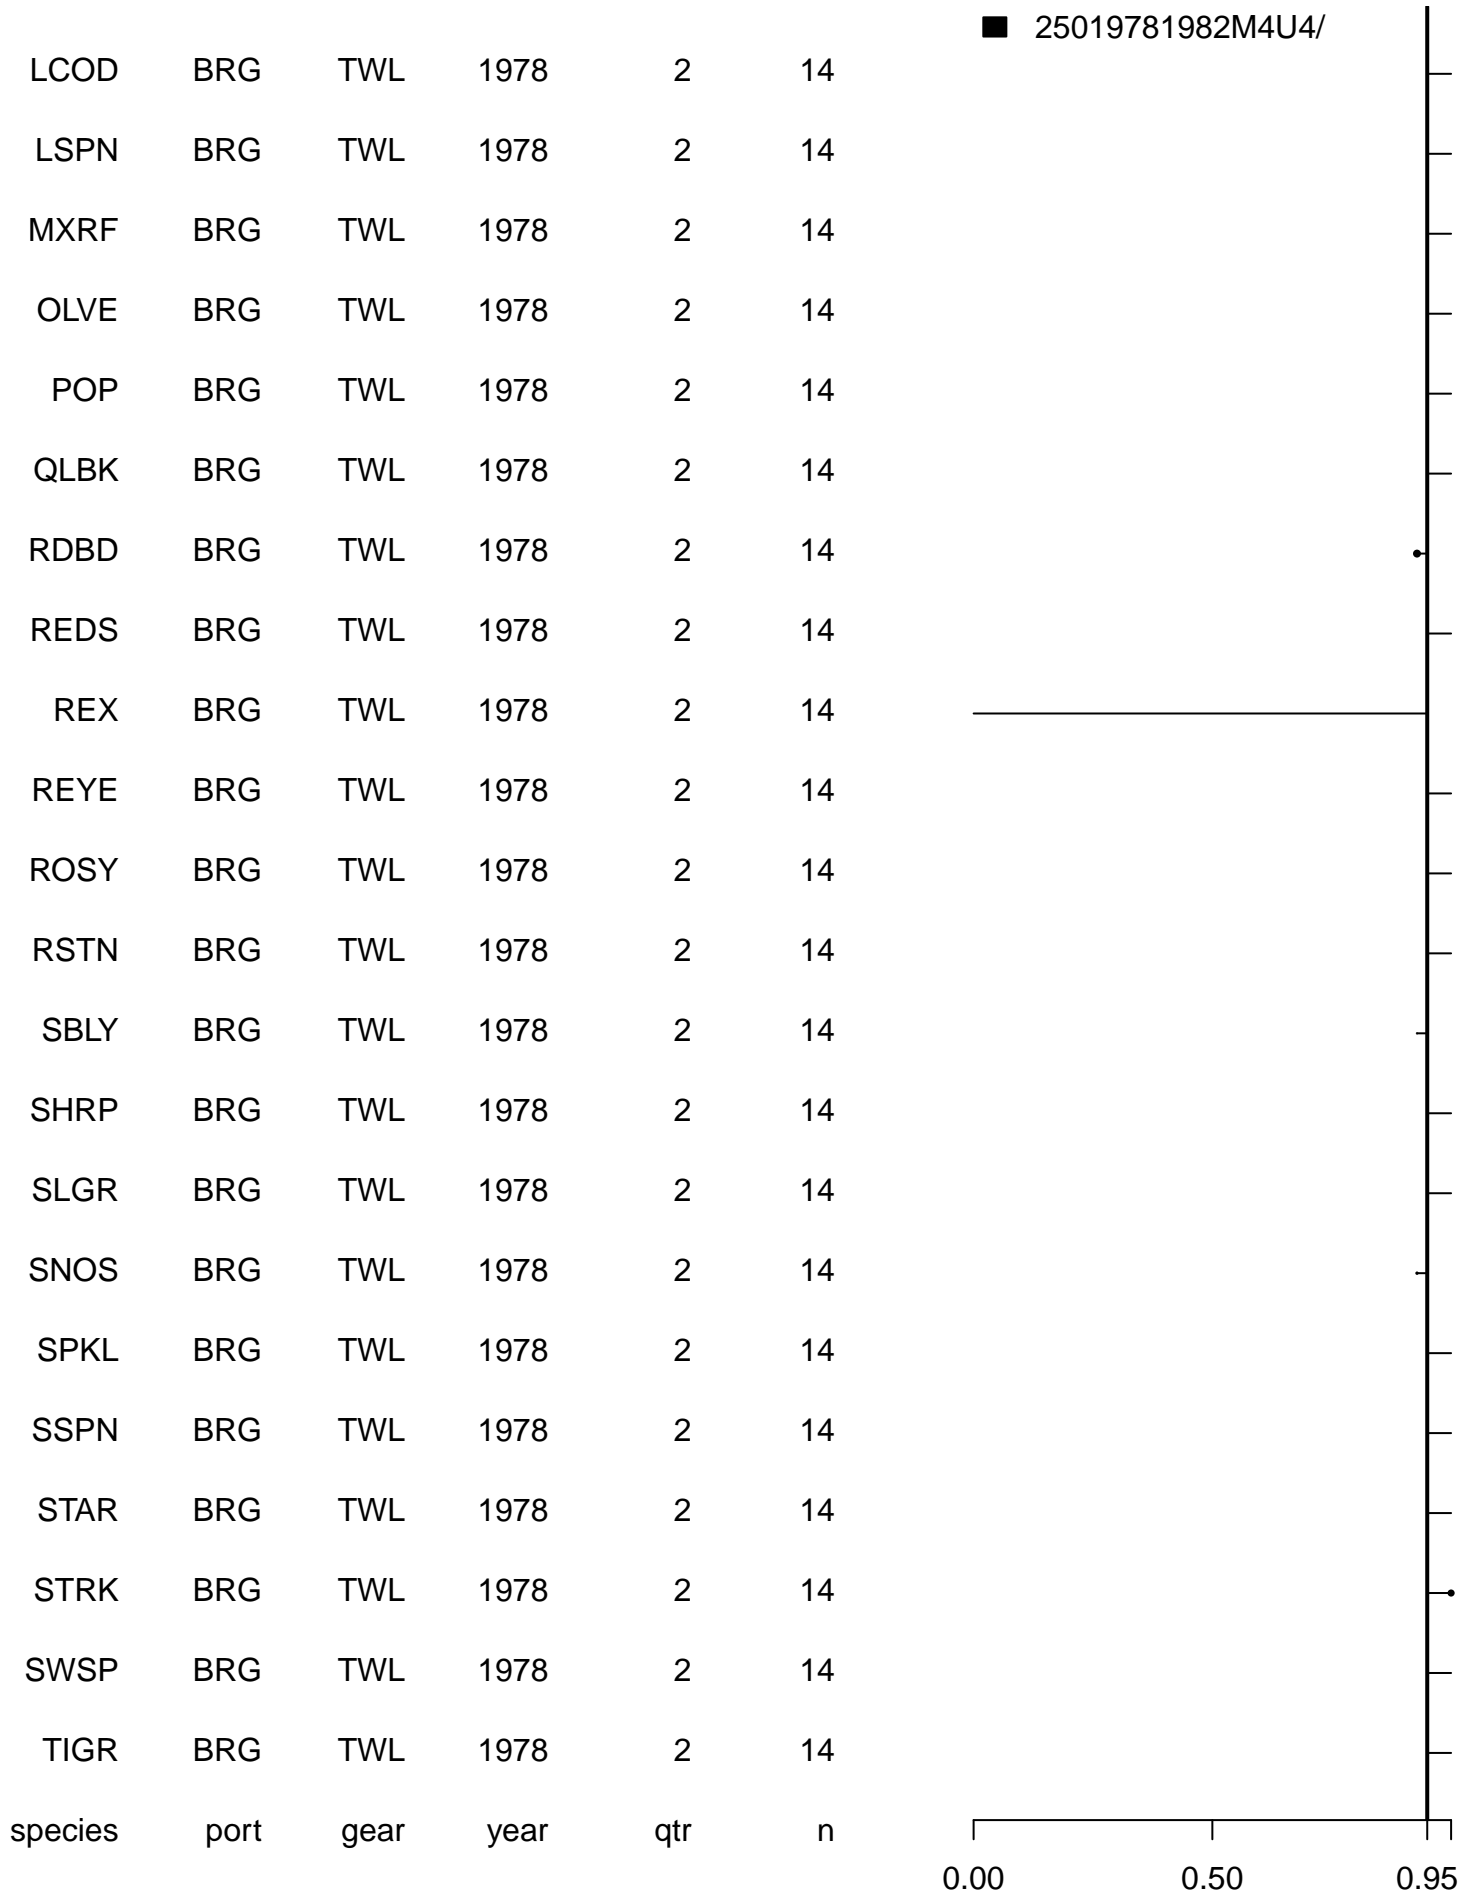 25019781982M4U4/
LCOD BRG TWL 1978 2 14
LSPN BRG TWL 1978 2 14
MXRF BRG TWL 1978 2 14
OLVE BRG TWL 1978 2 14
POP BRG TWL 1978 2 14
QLBK BRG TWL 1978 2 14
RDBD BRG TWL 1978 2 14
REDS BRG TWL 1978 2 14
REX BRG TWL 1978 2 14
REYE BRG TWL 1978 2 14
ROSY BRG TWL 1978 2 14
RSTN BRG TWL 1978 2 14
SBLY BRG TWL 1978 2 14
SHRP BRG TWL 1978 2 14
SLGR BRG TWL 1978 2 14
SNOS BRG TWL 1978 2 14
SPKL BRG TWL 1978 2 14
SSPN BRG TWL 1978 2 14
STAR BRG TWL 1978 2 14
STRK BRG TWL 1978 2 14
SWSP BRG TWL 1978 2 14
TIGR BRG TWL 1978 2 14
species port gear year qtr n
0.00 0.50 0.95